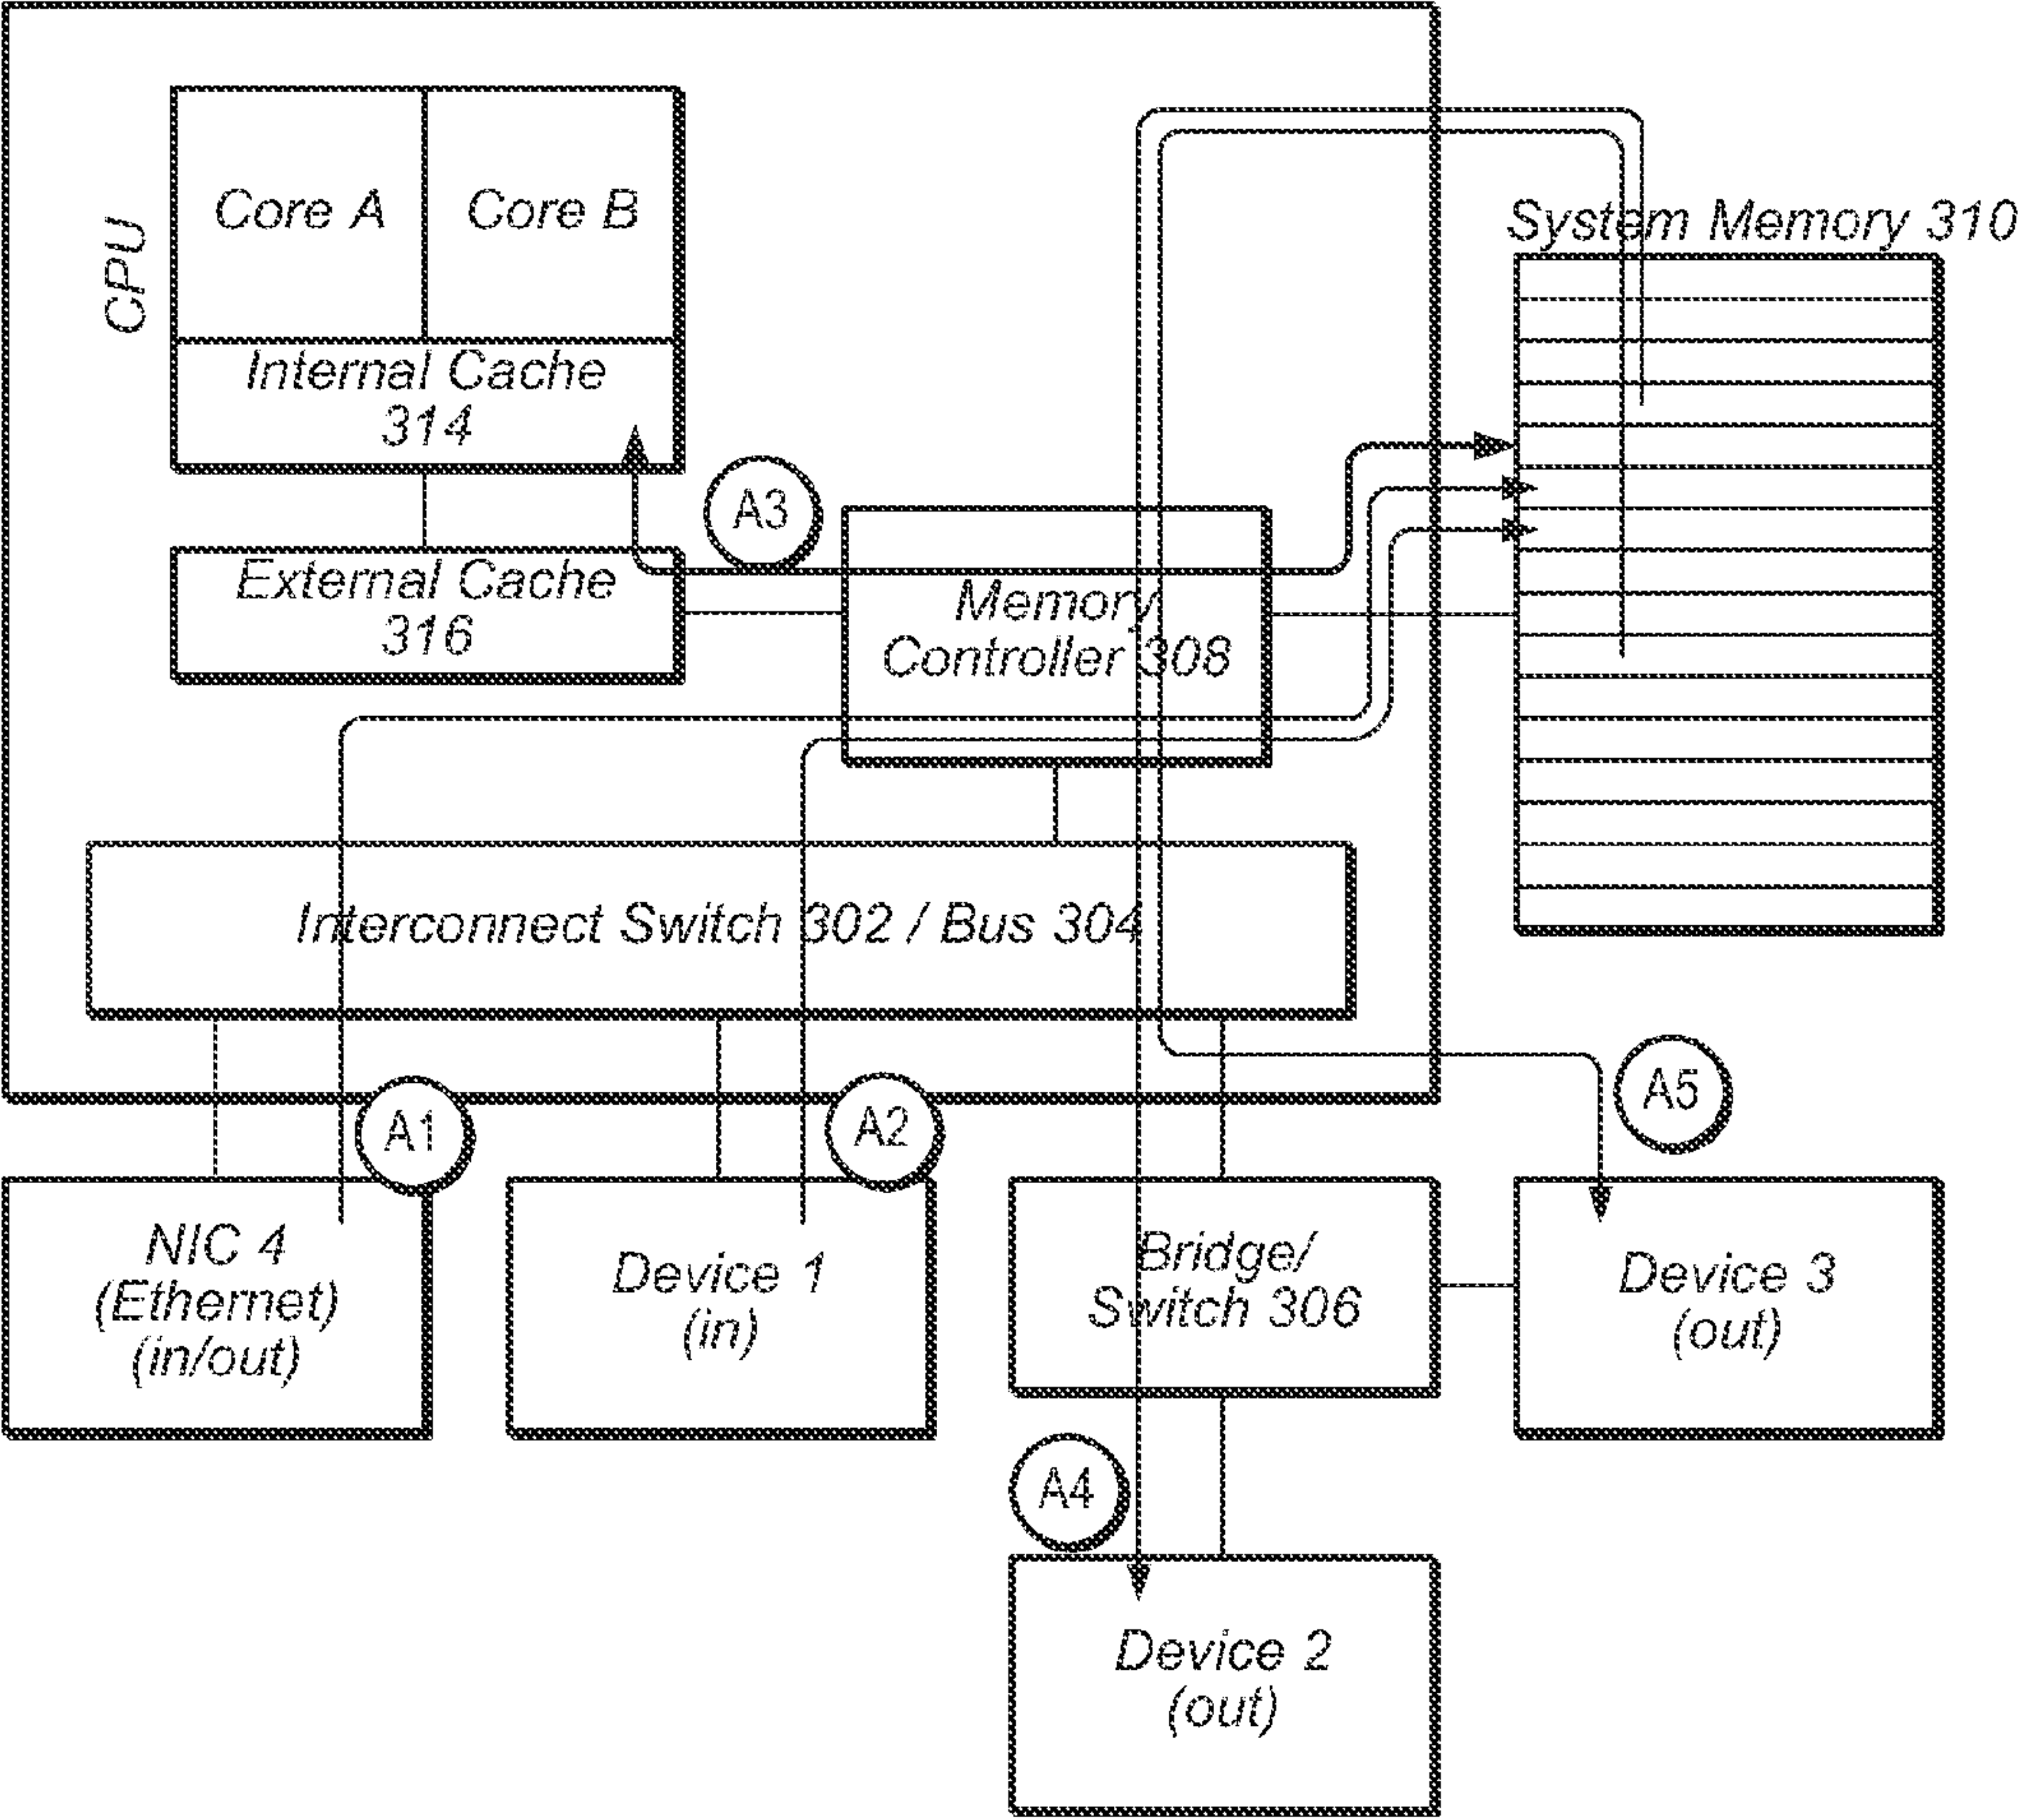 CPU
Core A
Core B
System Memory 310
Internal Cache
314
A3
External Cache
316
Memory
Controller 308
Interconnect Switch 302 / Bus 304
A1
A2
A5
NIC 4
(Ethernet)
(in/out)
Device 1
(in)
Bridge/
Switch 306
Device 3
(out)
A4
Device 2
(out)